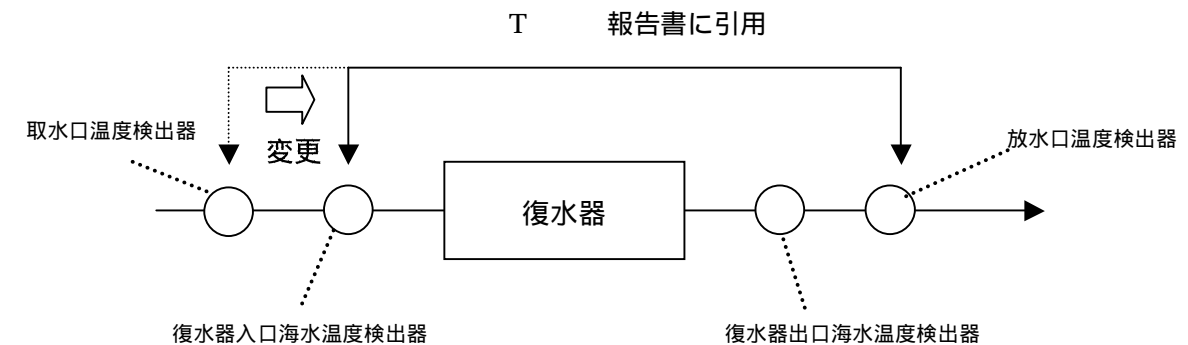 T 報告書に引用
取水口温度検出器
変更
放水口温度検出器
復水器
復水器入口海水温度検出器
復水器出口海水温度検出器